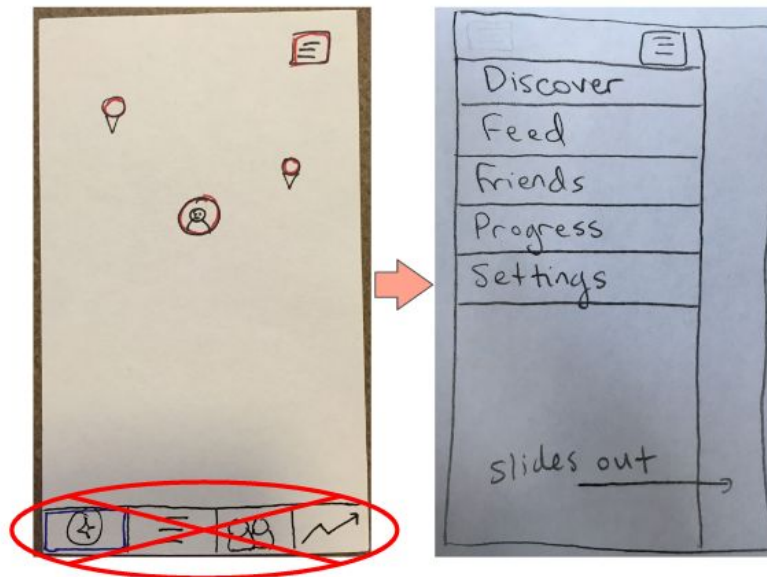 Discover
Feed
Friends
Progress
Settings
slides out